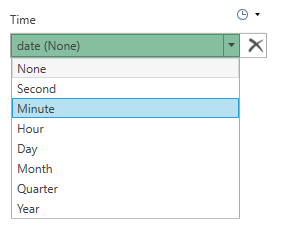 Time
date (None)
None
Second
Minute
Hour
Day
Month
Quarter
Year